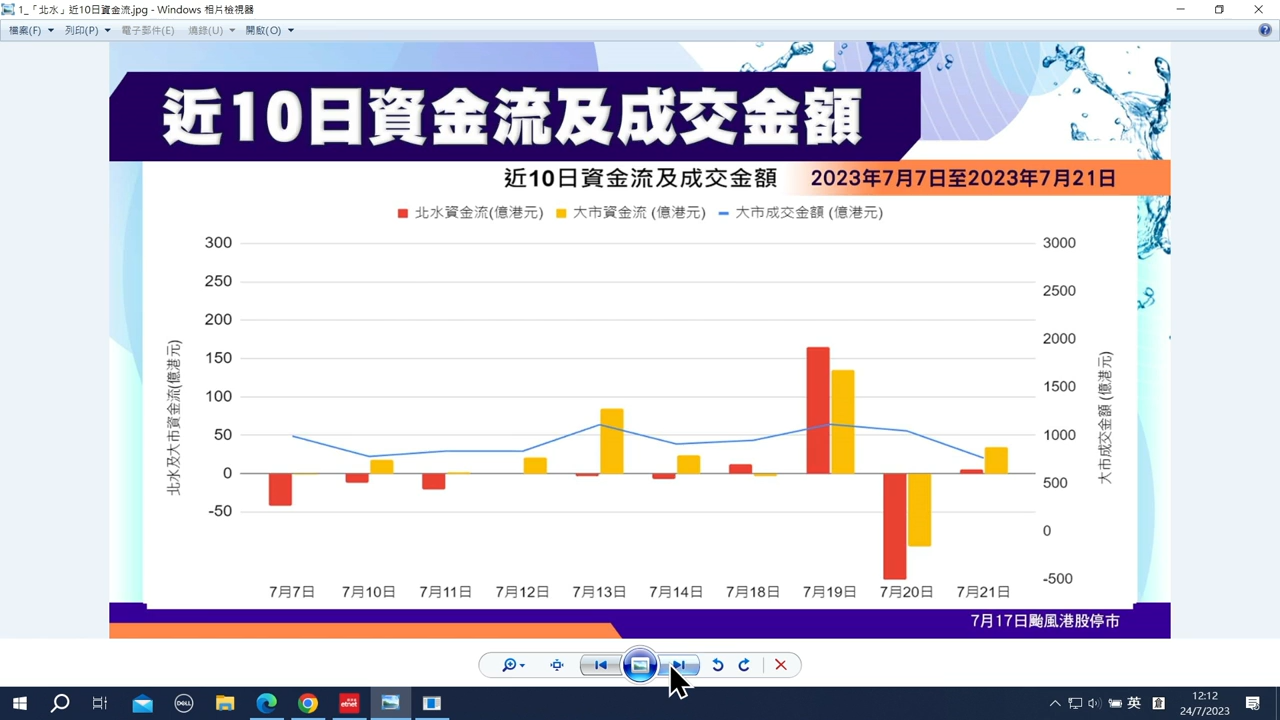 1_「北水」近10日資金流.jpg - Windows 相片檢視器
檔案(F) 列印(P) 電子郵件(E) 燒錄(U) 開啟(O)
近10日資金流及成交金額
近10日資金流及成交金額 2023年7月7日至2023年7月21日
北水資金流(億港元) 大市資金流 (億港元) 大市成交金額 (億港元)
300 3000
250 2500
200 2000
150 1500
100 1000
50 500
0 0
-50 -500
北水及大市資金流(億港元)
大市成交金額 (億港元)
7月7日 7月10日 7月11日 7月12日 7月13日 7月14日 7月18日 7月19日 7月20日 7月21日
7月17日颱風港股停市
DELL
etnet
英
12:12
24/7/2023